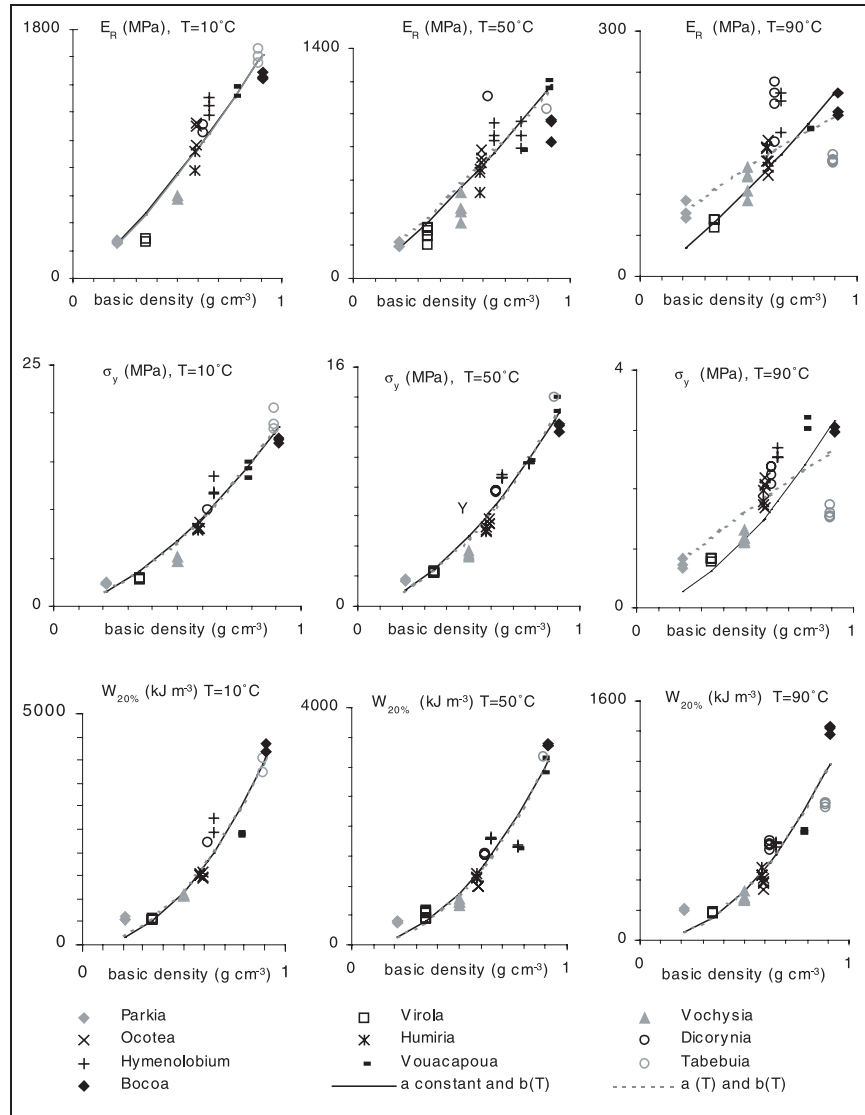 E_R (MPa), T=10˚C
E_R (MPa), T=50˚C
E_R (MPa), T=90˚C
1800
1400
300
0
0
0
0 basic density (g cm⁻³) 1
0 basic density (g cm⁻³) 1
0 basic density (g cm⁻³) 1
σ_y (MPa), T=10˚C
σ_y (MPa), T=50˚C
σ_y (MPa), T=90˚C
25
16
4
Y
0
0
0
0 basic density (g cm⁻³) 1
0 basic density (g cm⁻³) 1
0 basic density (g cm⁻³) 1
W_20% (kJ m⁻³) T=10˚C
W_20% (kJ m⁻³) T=50˚C
W_20% (kJ m⁻³) T=90˚C
5000
4000
1600
0
0
0
basic density (g cm⁻³)
basic density (g cm⁻³)
basic density (g cm⁻³)
0 1
0 1
0 1
Parkia
Virola
Vochysia
Ocotea
Humiria
Dicorynia
Hymenolobium
Vouacapoua
Tabebuia
Bocoa
a constant and b(T)
a (T) and b(T)